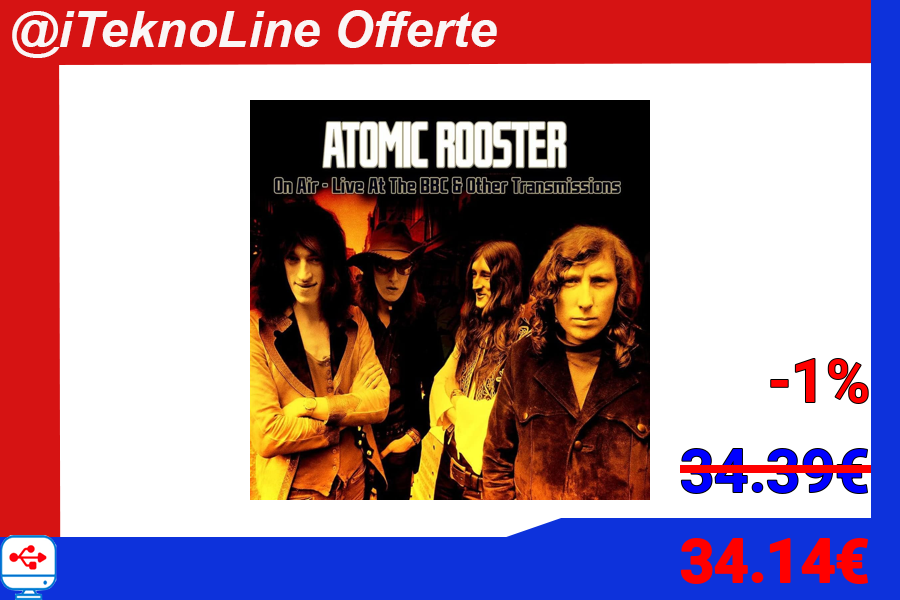 @iTeknoLine Offerte
ATOMIC ROOSTER
On Air - Live At The BBC & Other Transmissions
-1%
34.39€
34.14€